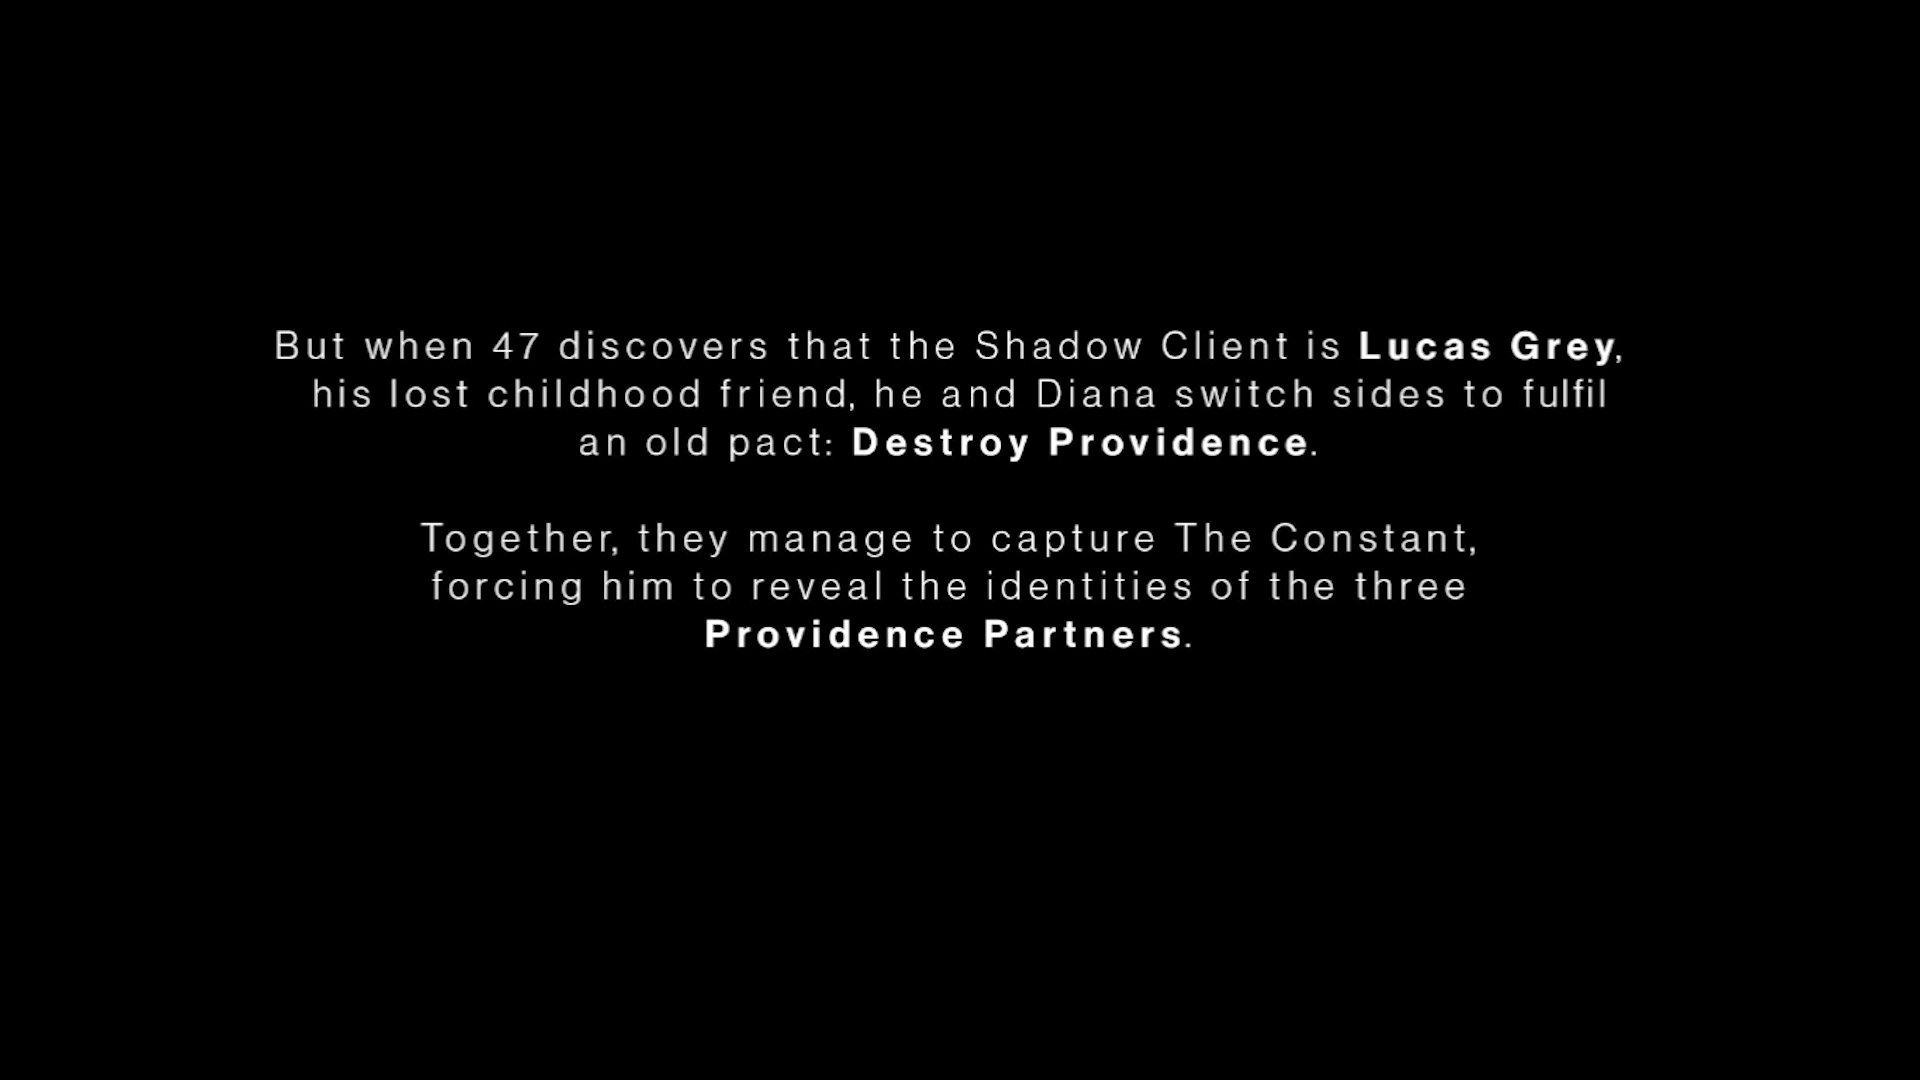 But when 47 discovers that the Shadow Client is Lucas Grey,
his lost childhood friend, he and Diana switch sides to fulfil
an old pact: Destroy Providence.
Together, they manage to capture The Constant,
forcing him to reveal the identities of the three
Providence Partners.